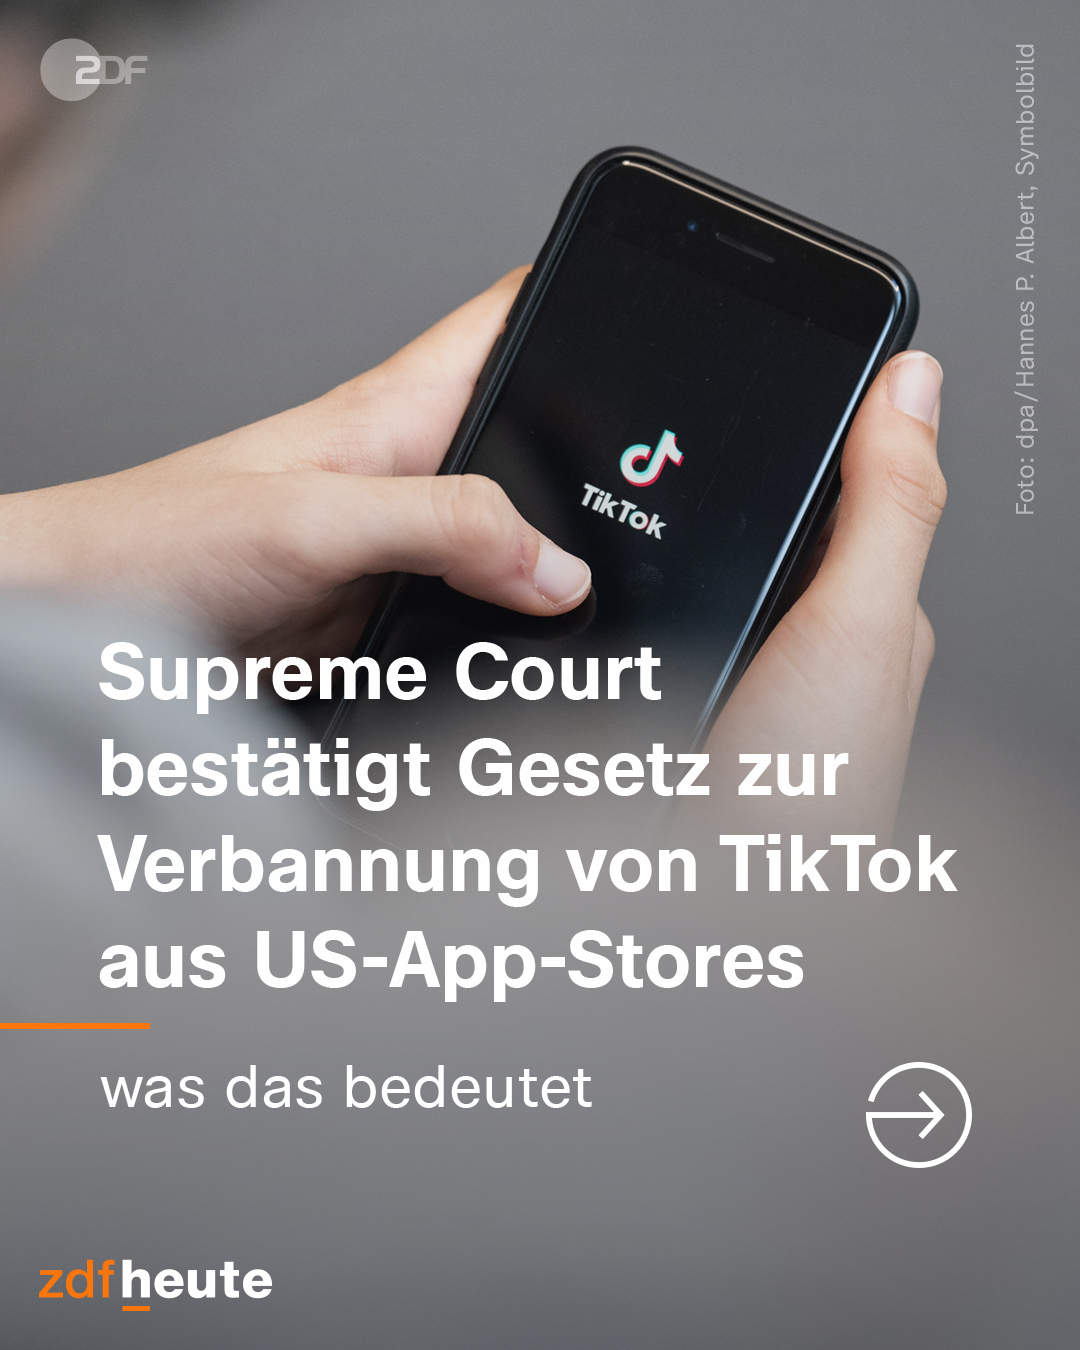 ZDF
Foto: dpa/Hannes P. Albert, Symbolbild
TikTok
Supreme Court
bestätigt Gesetz zur
Verbannung von TikTok
aus US-App-Stores
was das bedeutet
zdfheute